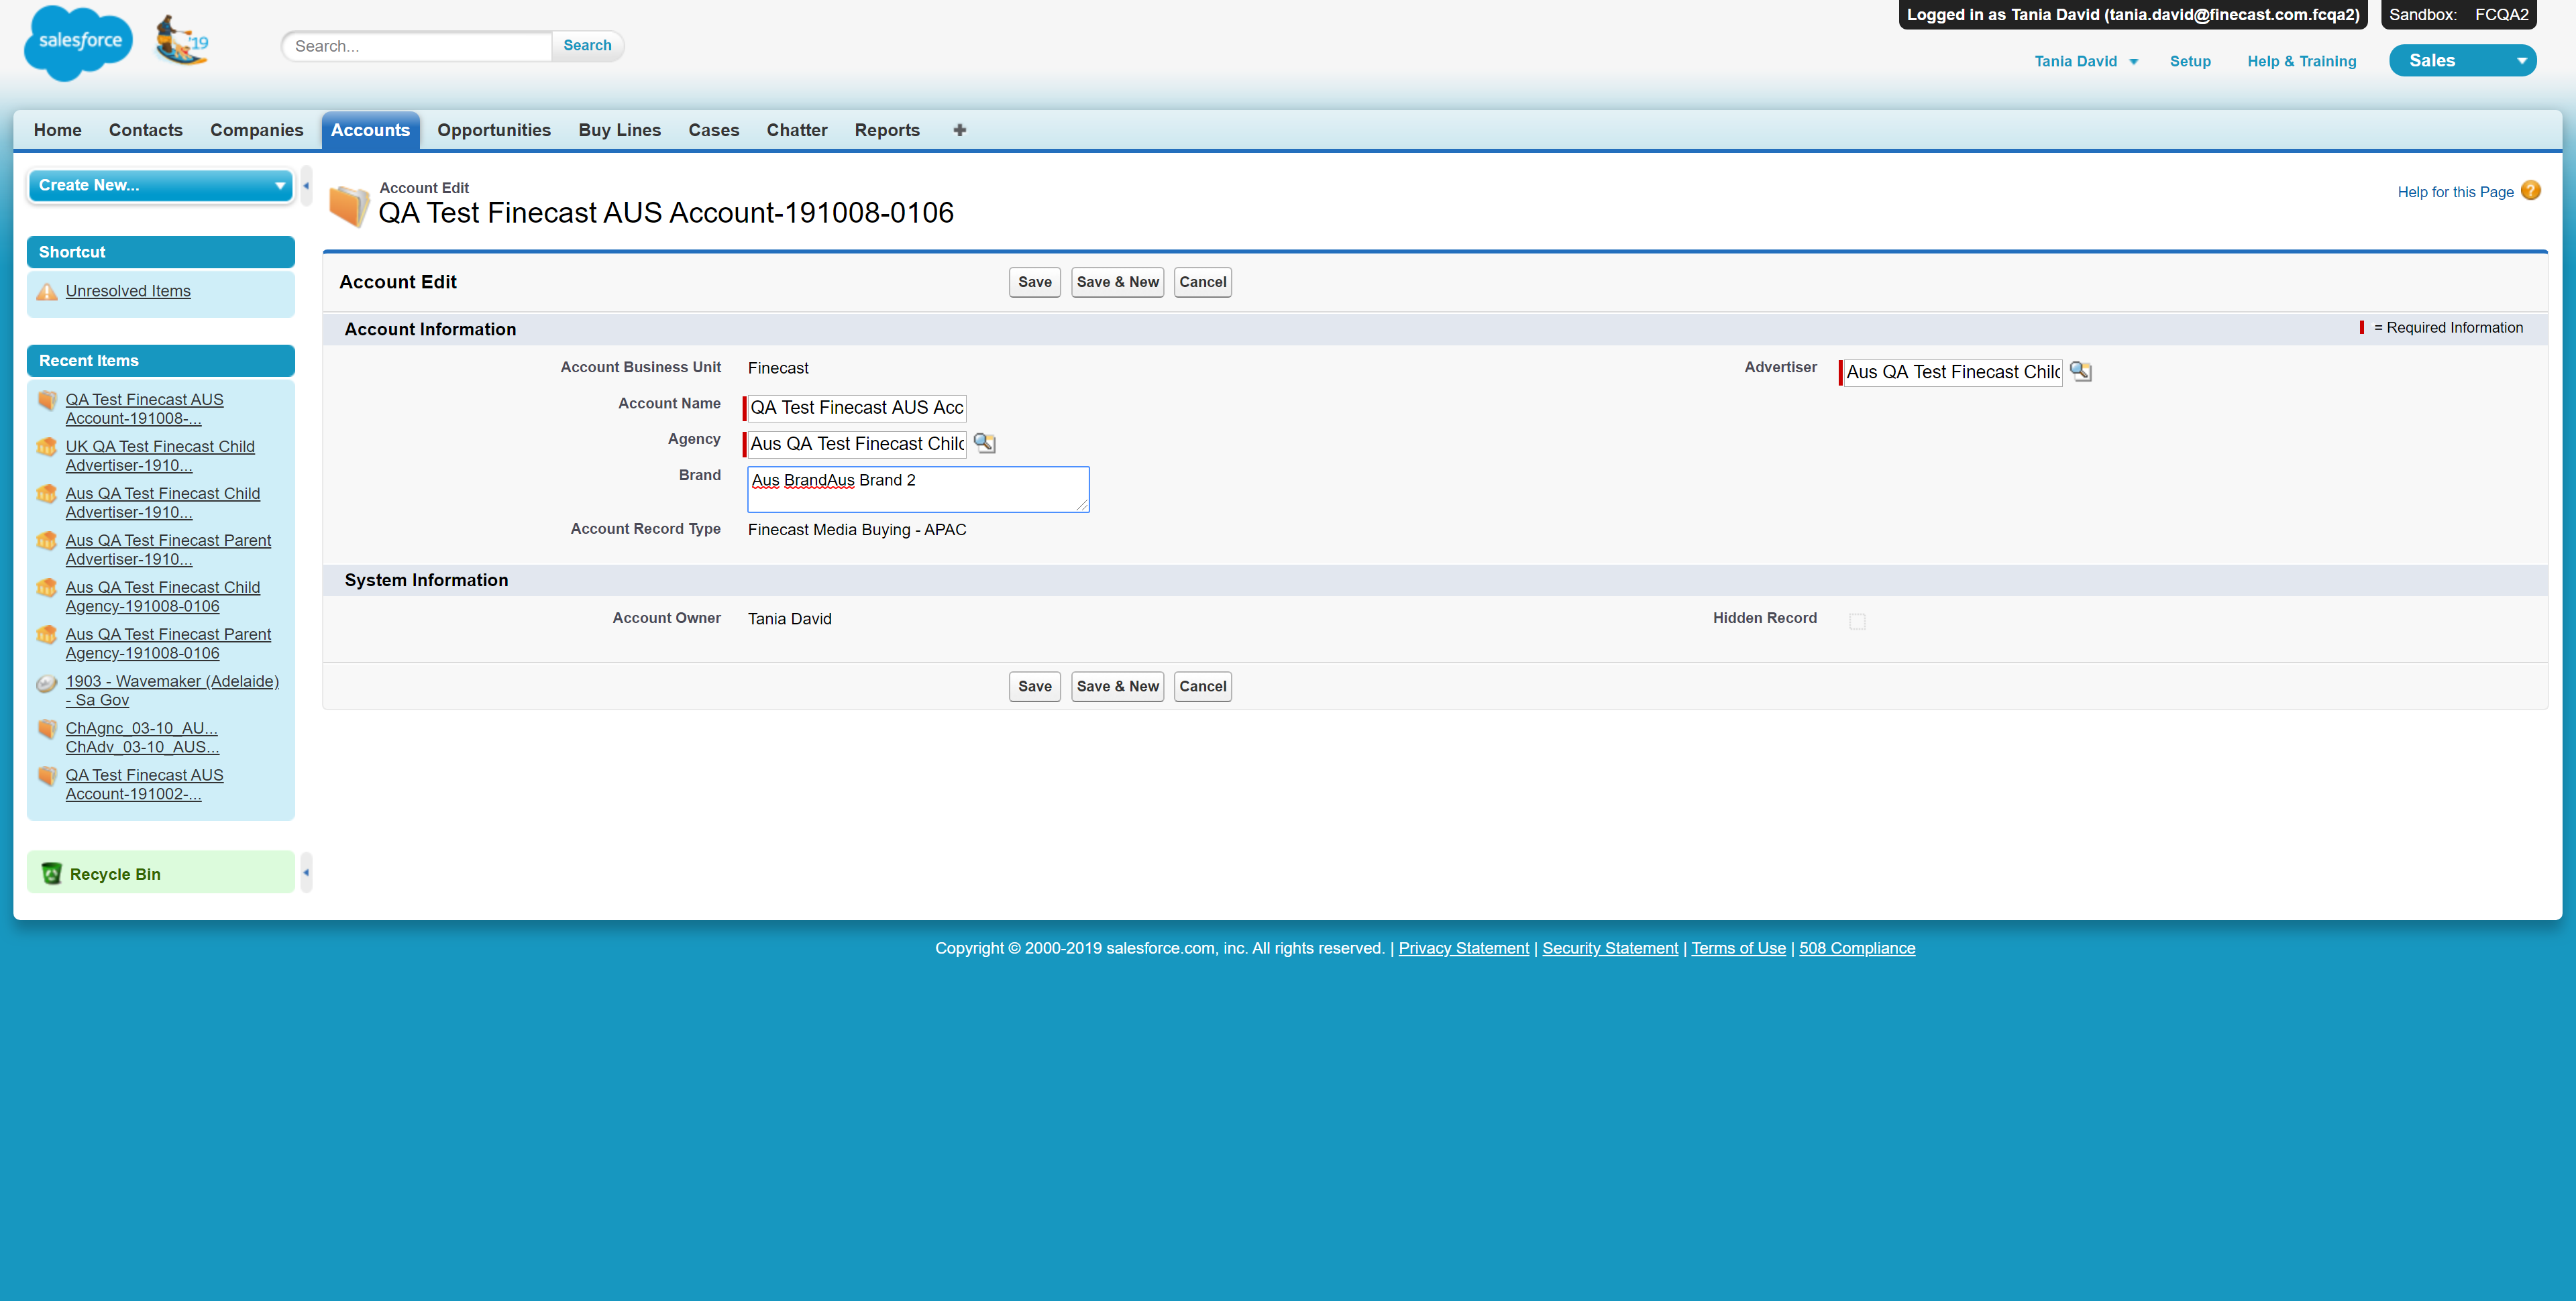 salesforce
'19
Search...
Search
Logged in as Tania David (tania.david@finecast.com.fcqa2)
Sandbox: FCQA2
Tania David
Setup
Help & Training
Sales
Home
Contacts
Companies
Accounts
Opportunities
Buy Lines
Cases
Chatter
Reports
Create New...
Shortcut
Unresolved Items
Recent Items
QA Test Finecast AUS
Account-191008-...
UK QA Test Finecast Child
Advertiser-1910...
Aus QA Test Finecast Child
Advertiser-1910...
Aus QA Test Finecast Parent
Advertiser-1910...
Aus QA Test Finecast Child
Agency-191008-0106
Aus QA Test Finecast Parent
Agency-191008-0106
1903 - Wavemaker (Adelaide)
- Sa Gov
ChAgnc_03-10_AU...
ChAdv_03-10_AUS...
QA Test Finecast AUS
Account-191002-...
Recycle Bin
Account Edit
QA Test Finecast AUS Account-191008-0106
Help for this Page
Account Edit
Save
Save & New
Cancel
Account Information
= Required Information
Account Business Unit
Finecast
Advertiser
Aus QA Test Finecast Chilc
Account Name
QA Test Finecast AUS Acc
Agency
Aus QA Test Finecast Chilc
Brand
Aus BrandAus Brand 2
Account Record Type
Finecast Media Buying - APAC
System Information
Account Owner
Tania David
Hidden Record
Save
Save & New
Cancel
Copyright © 2000-2019 salesforce.com, inc. All rights reserved. | Privacy Statement | Security Statement | Terms of Use | 508 Compliance